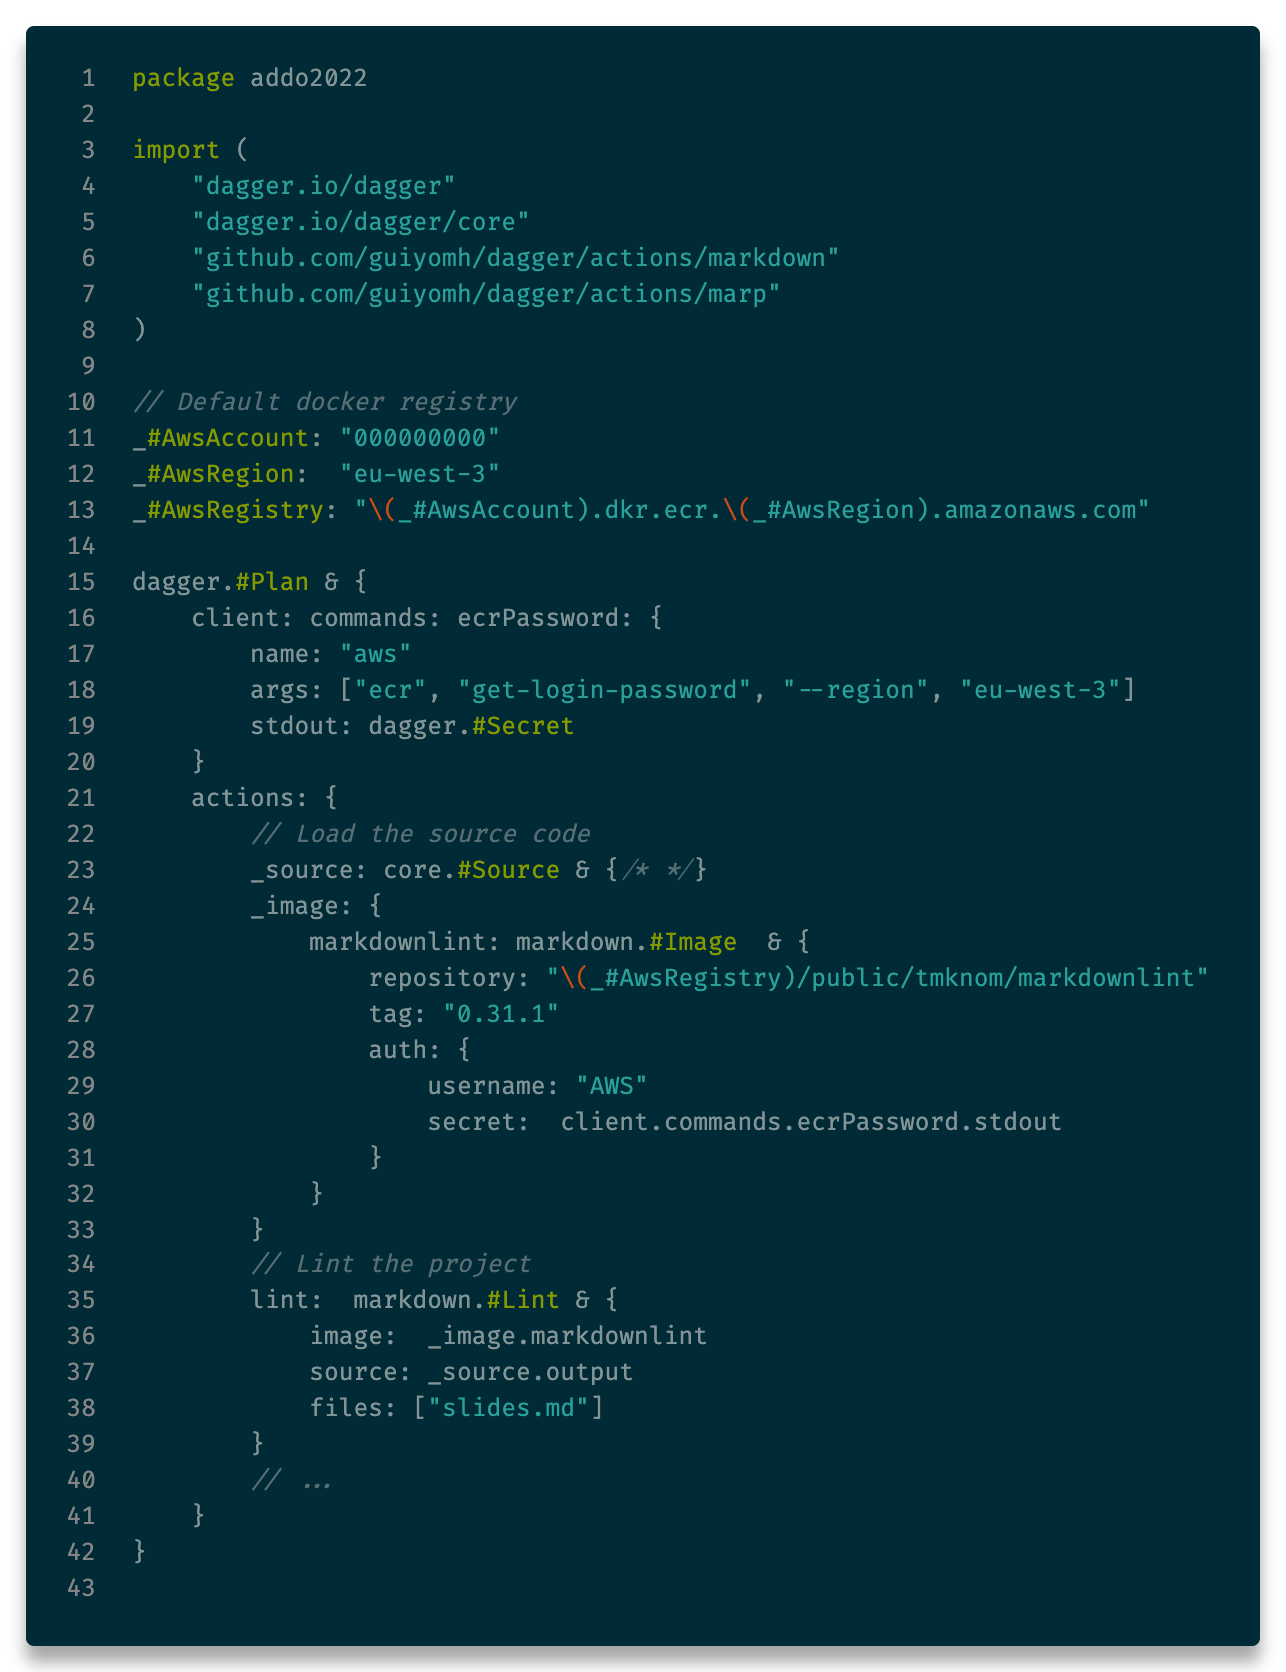 1 package addo2022
2
3 import (
4     "dagger.io/dagger"
5     "dagger.io/dagger/core"
6     "github.com/guiyomh/dagger/actions/markdown"
7     "github.com/guiyomh/dagger/actions/marp"
8 )
9
10 // Default docker registry
11 _#AwsAccount: "000000000"
12 _#AwsRegion:  "eu-west-3"
13 _#AwsRegistry: "\(_#AwsAccount).dkr.ecr.\(_#AwsRegion).amazonaws.com"
14
15 dagger.#Plan & {
16     client: commands: ecrPassword: {
17         name: "aws"
18         args: ["ecr", "get-login-password", "--region", "eu-west-3"]
19         stdout: dagger.#Secret
20     }
21     actions: {
22         // Load the source code
23         _source: core.#Source & {/* */}
24         _image: {
25             markdownlint: markdown.#Image  & {
26                 repository: "\(_#AwsRegistry)/public/tmknom/markdownlint"
27                 tag: "0.31.1"
28                 auth: {
29                     username: "AWS"
30                     secret:  client.commands.ecrPassword.stdout
31                 }
32             }
33         }
34         // Lint the project
35         lint:  markdown.#Lint & {
36             image:  _image.markdownlint
37             source: _source.output
38             files: ["slides.md"]
39         }
40         // ...
41     }
42 }
43